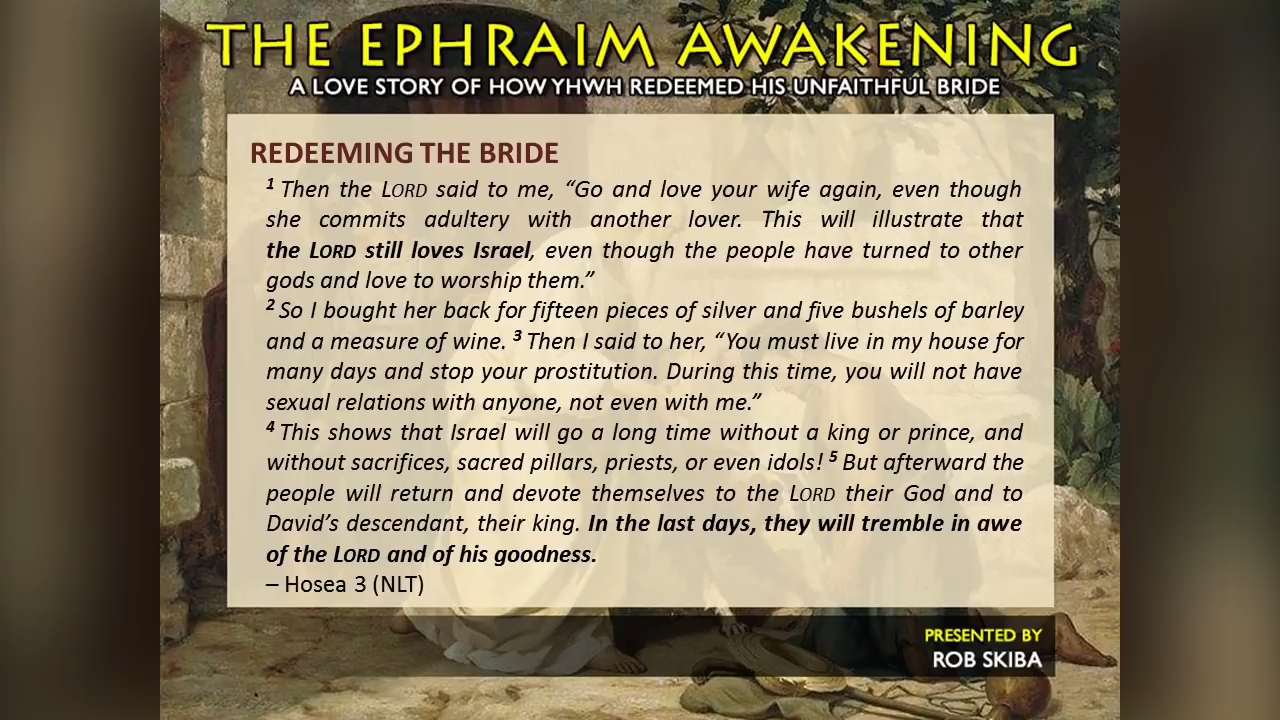 THE EPHRAIM AWAKENING
A LOVE STORY OF HOW YHWH REDEEMED HIS UNFAITHFUL BRIDE
REDEEMING THE BRIDE
1 Then the LORD said to me, “Go and love your wife again, even though
she commits adultery with another lover. This will illustrate that
the LORD still loves Israel, even though the people have turned to other
gods and love to worship them.”
2 So I bought her back for fifteen pieces of silver and five bushels of barley
and a measure of wine. 3 Then I said to her, “You must live in my house for
many days and stop your prostitution. During this time, you will not have
sexual relations with anyone, not even with me.”
4 This shows that Israel will go a long time without a king or prince, and
without sacrifices, sacred pillars, priests, or even idols! 5 But afterward the
people will return and devote themselves to the LORD their God and to
David’s descendant, their king. In the last days, they will tremble in awe
of the LORD and of his goodness.
– Hosea 3 (NLT)
PRESENTED BY
ROB SKIBA